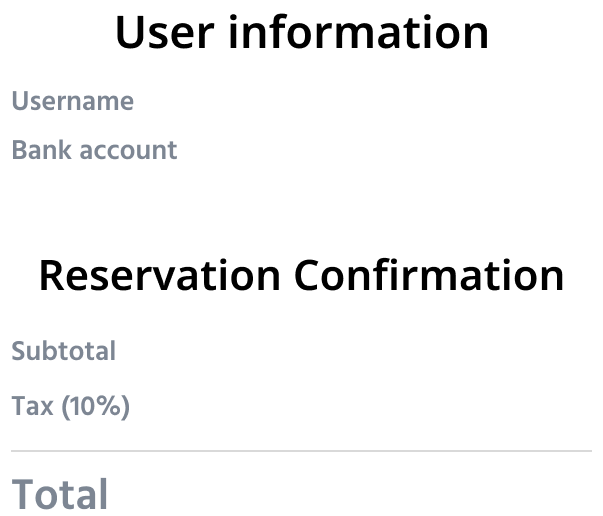 User information
Username
Bank account
Reservation Confirmation
Subtotal
Tax (10%)
Total